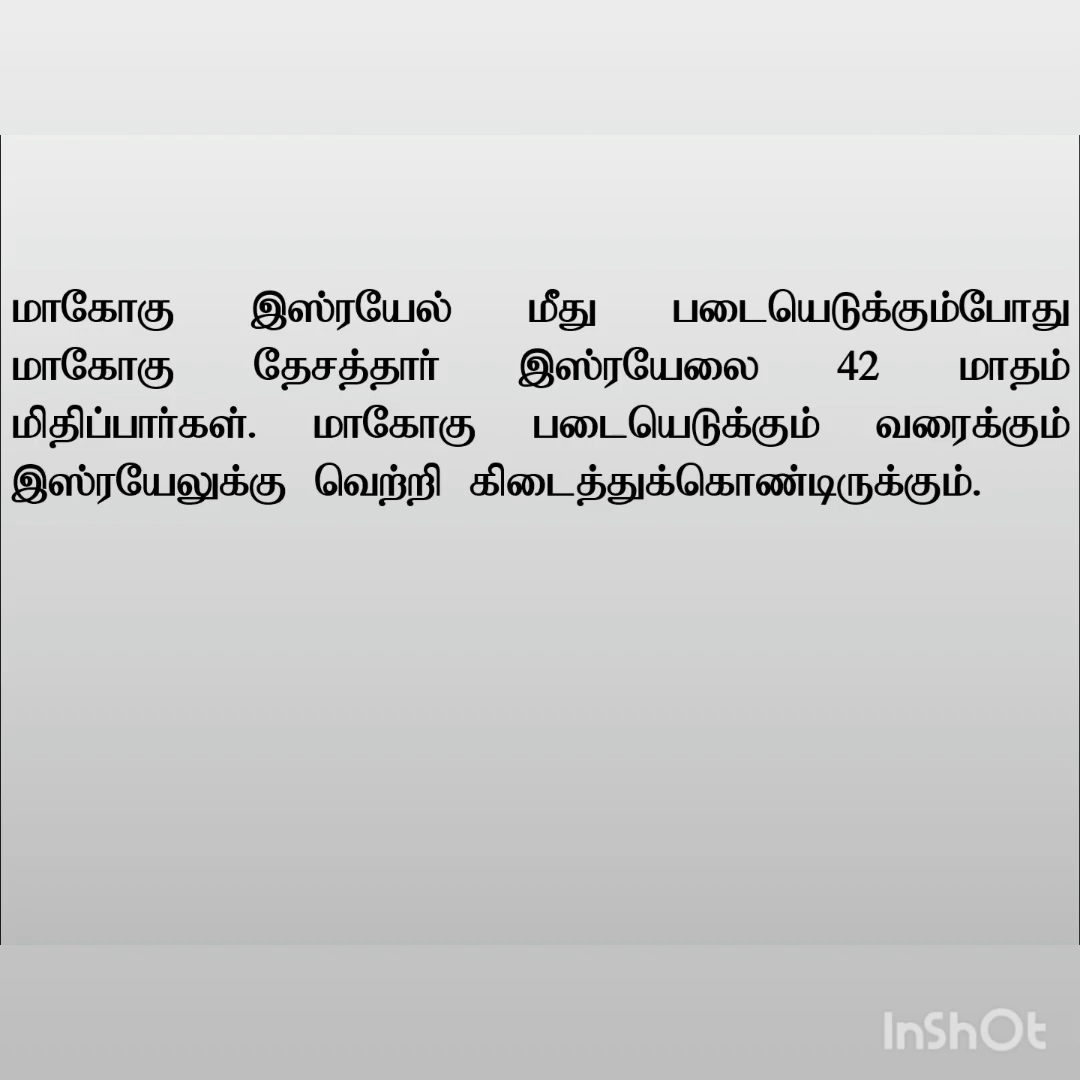 மாகோகு இஸ்ரயேல் மீது படையெடுக்கும்போது
மாகோகு தேசத்தார் இஸ்ரயேலை 42 மாதம்
மிதிப்பார்கள். மாகோகு படையெடுக்கும் வரைக்கும்
இஸ்ரயேலுக்கு வெற்றி கிடைத்துக்கொண்டிருக்கும்.
InShOt